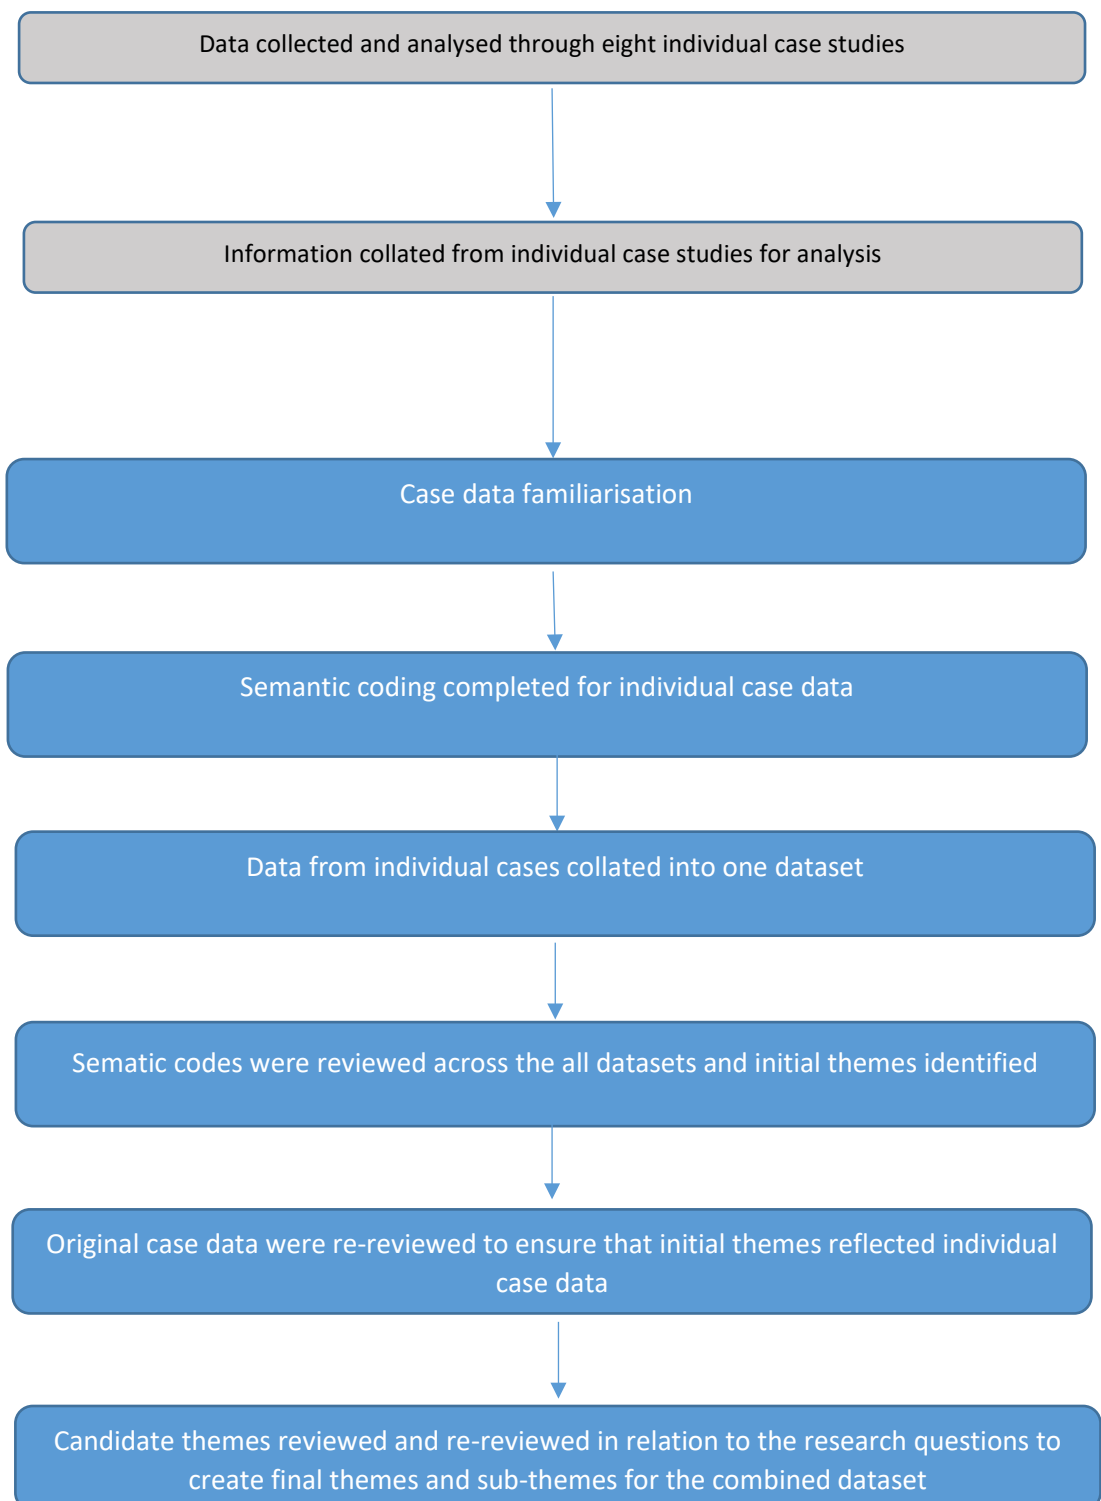 Data collected and analysed through eight individual case studies
Information collated from individual case studies for analysis
Case data familiarisation
Semantic coding completed for individual case data
Data from individual cases collated into one dataset
Sematic codes were reviewed across the all datasets and initial themes identified
Original case data were re-reviewed to ensure that initial themes reflected individual
case data
Candidate themes reviewed and re-reviewed in relation to the research questions to
create final themes and sub-themes for the combined dataset